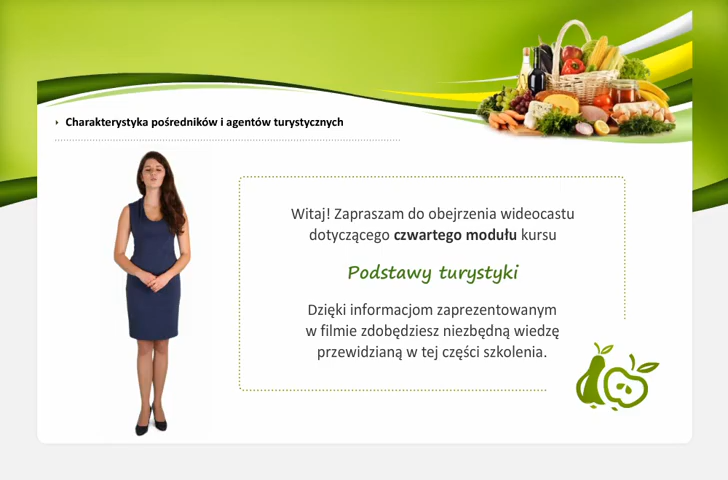 Charakterystyka pośredników i agentów turystycznych
Witaj! Zapraszam do obejrzenia wideocastu
dotyczącego czwartego modułu kursu
Podstawy turystyki
Dzięki informacjom zaprezentowanym
w filmie zdobędziesz niezbędną wiedzę
przewidzianą w tej części szkolenia.